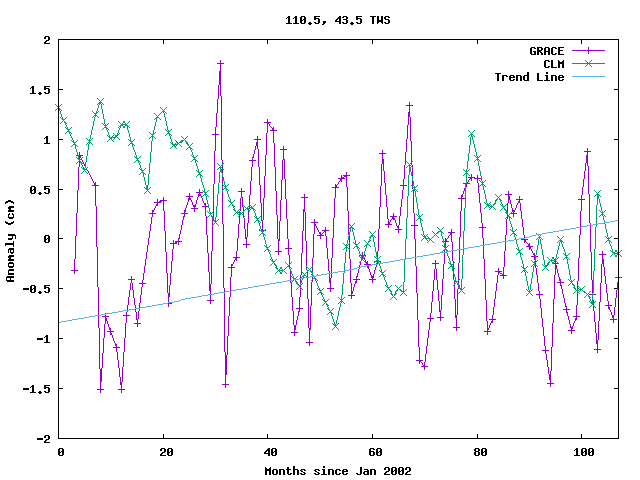 110.5, 43.5 TWS
GRACE
CLM
Trend Line
2
1.5
1
0.5
0
-0.5
-1
-1.5
-2
Anomaly (cm)
0 20 40 60 80 100
Months since Jan 2002